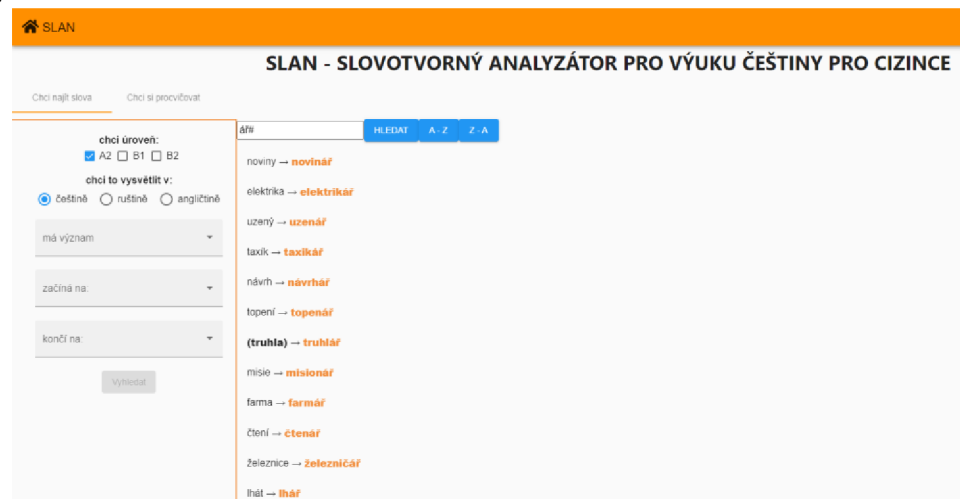 SLAN
SLAN - SLOVOTVORNÝ ANALYZÁTOR PRO VÝUKU ČEŠTINY PRO CIZINCE
Chci najít slova
Chci si procvičovat
chci úroveň:
A2 B1 B2
chci to vysvětlit v:
češtině ruštině angličtině
má význam
začíná na:
končí na:
Vyhledat
ář#
HLEDAT A - Z Z - A
noviny → novinář
elektrika → elektrikář
uzený → uzenář
taxík → taxikář
návrh → návrhář
topení → topenář
(truhla) → truhlář
misie → misionář
farma → farmář
čtení → čtenář
železnice → železničář
lhát → lhář